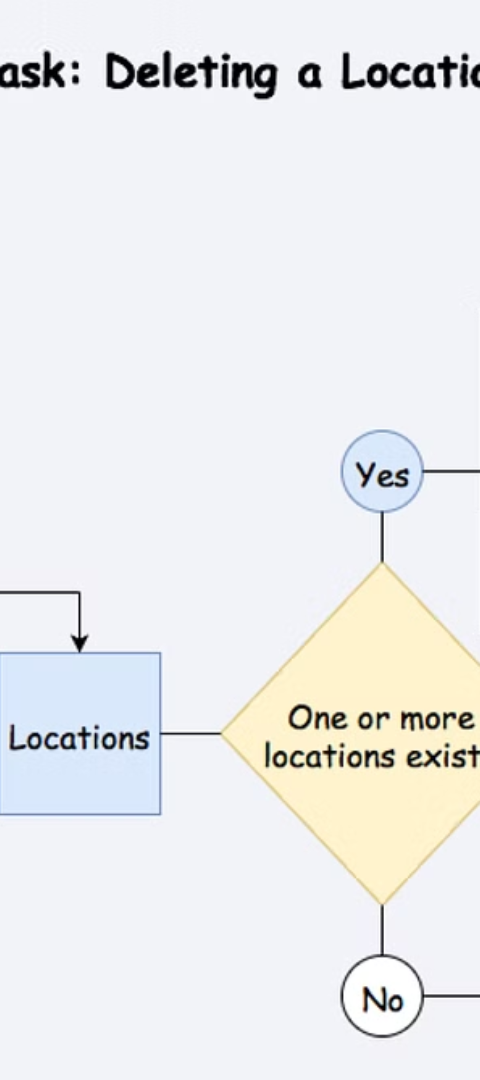 ask: Deleting a Locatio
Yes
Locations
One or more
locations exist
No